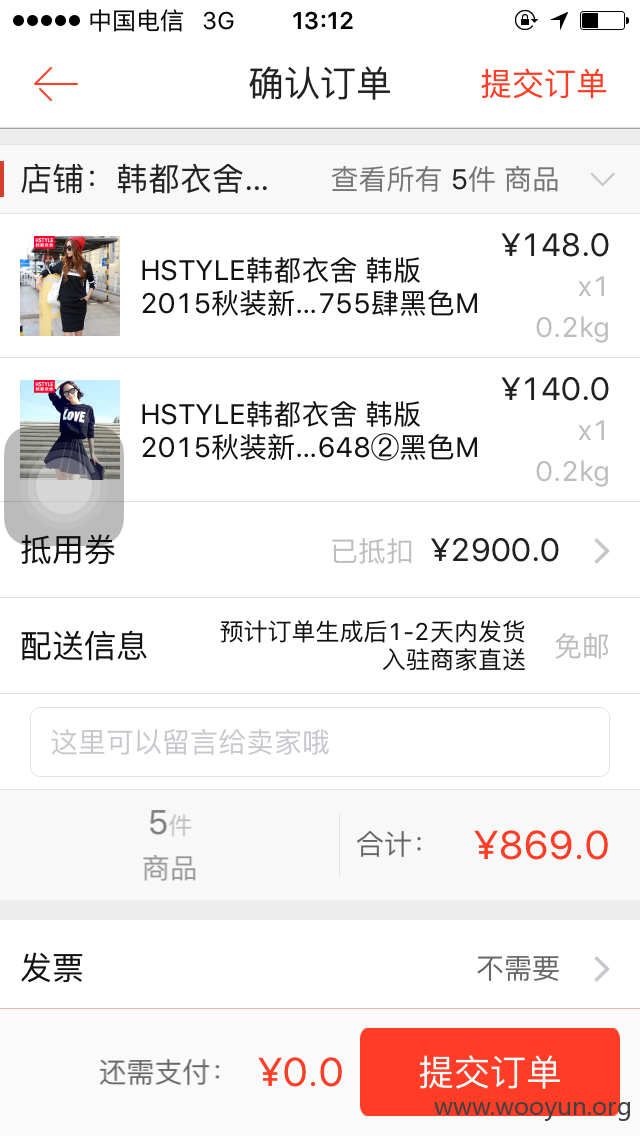 中国电信 3G 13:12
确认订单 提交订单
店铺：韩都衣舍... 查看所有 5件 商品
HSTYLE
韩都衣舍
HSTYLE韩都衣舍 韩版
2015秋装新...755肆黑色M
¥148.0
x1
0.2kg
HSTYLE
韩都衣舍
LOVE
HSTYLE韩都衣舍 韩版
2015秋装新...648②黑色M
¥140.0
x1
0.2kg
抵用券 已抵扣 ¥2900.0
配送信息
预计订单生成后1-2天内发货
入驻商家直送
免邮
这里可以留言给卖家哦
5件
商品
合计： ¥869.0
发票 不需要
还需支付： ¥0.0 提交订单
www.wooyun.org